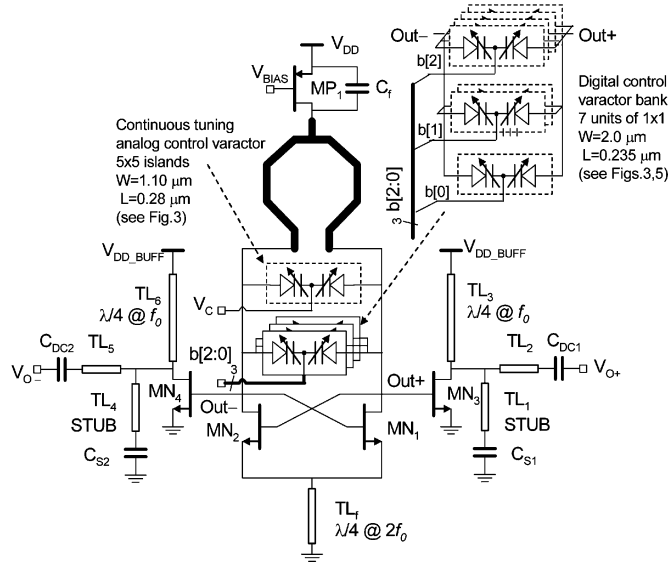 Out−
Out+
V_DD
b[2]
V_BIAS
MP_1
C_f
Digital control
varactor bank
7 units of 1x1
W=2.0 μm
L=0.235 μm
(see Figs.3,5)
Continuous tuning
analog control varactor
5x5 islands
W=1.10 μm
L=0.28 μm
(see Fig.3)
b[1]
b[0]
b[2:0]
3
V_DD_BUFF
V_DD_BUFF
TL_6
λ/4 @ f_0
TL_3
λ/4 @ f_0
V_C
C_DC2
TL_5
b[2:0]
3
TL_2
C_DC1
V_O−
V_O+
MN_4
Out−
Out+
MN_3
TL_4
STUB
TL_1
STUB
MN_2
MN_1
C_S2
C_S1
TL_f
λ/4 @ 2f_0